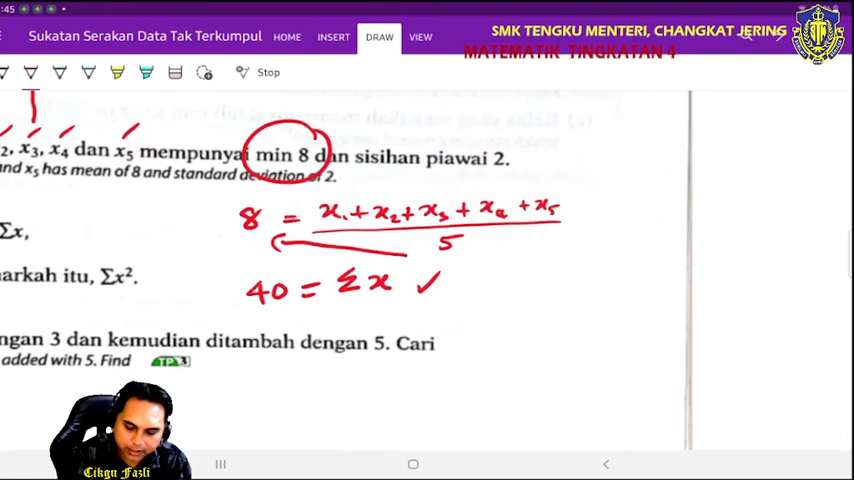 :45
SMK TENGKU MENTERI, CHANGKAT JERING
Sukatan Serakan Data Tak Terkumpul HOME INSERT DRAW VIEW
MATEMATIK TINGKATAN 4
Stop
2, x3, x4 dan x5 mempunyai min 8 dan sisihan piawai 2.
and x5 has mean of 8 and standard deviation of 2.
8 = x1 + x2 + x3 + x4 + x5
5
Σx,
40 = Σx ✓
arkah itu, Σx².
ngan 3 dan kemudian ditambah dengan 5. Cari
added with 5. Find TP 3
Cikgu Fazli